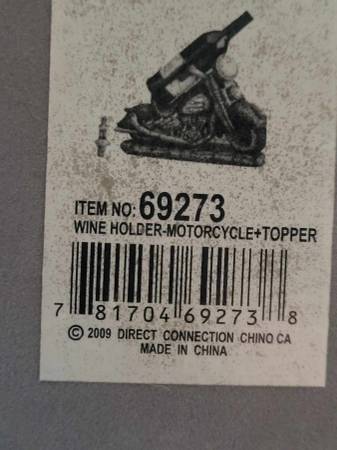 ITEM NO: 69273
WINE HOLDER-MOTORCYCLE+TOPPER
7 81704 69273 8
© 2009 DIRECT CONNECTION CHINO CA
MADE IN CHINA